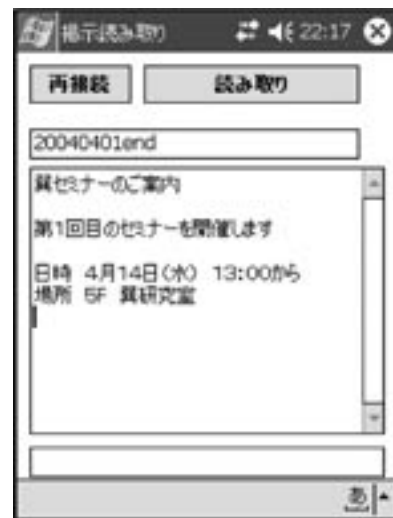 掲示読み取り 22:17
再接続 読み取り
20040401end
巽セミナーのご案内
第1回目のセミナーを開催します
日時 4月14日(水) 13:00から
場所 5F 巽研究室
あ